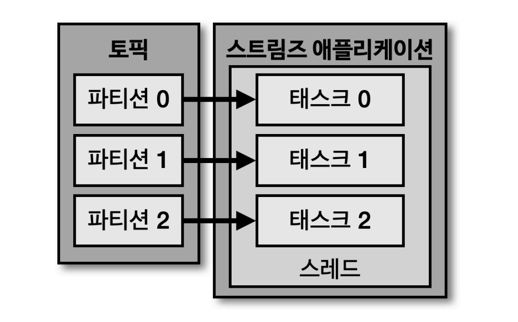 토픽
파티션 0
파티션 1
파티션 2
스트림즈 애플리케이션
태스크 0
태스크 1
태스크 2
스레드